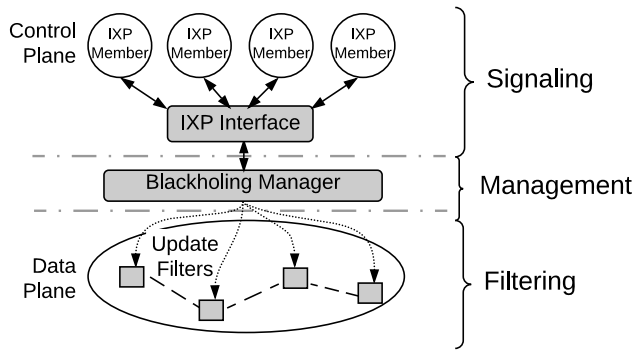 Control
Plane
IXP
Member
IXP
Member
IXP
Member
IXP
Member
Signaling
IXP Interface
Blackholing Manager
Management
Update
Filters
Data
Plane
Filtering